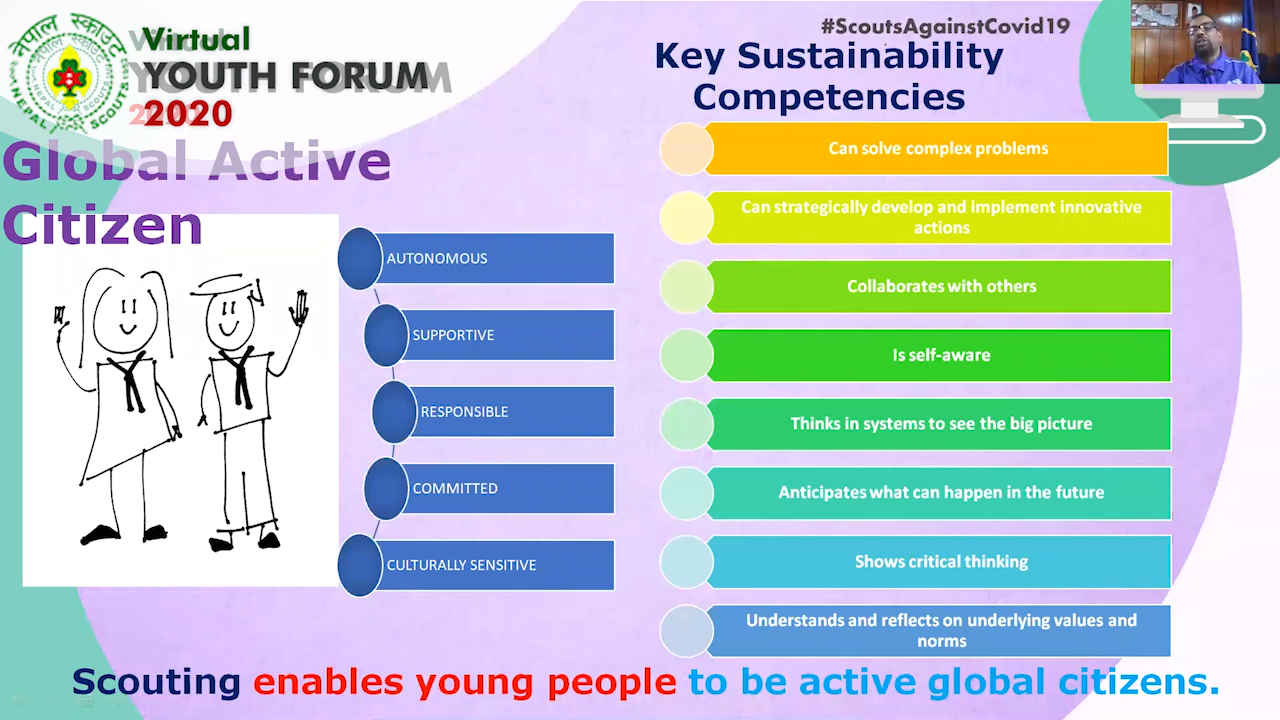 नेपाल स्काउट
NEPAL SCOUTS
Virtual
YOUTH FORUM
2020
#ScoutsAgainstCovid19
Global Active
Citizen
AUTONOMOUS
SUPPORTIVE
RESPONSIBLE
COMMITTED
CULTURALLY SENSITIVE
Key Sustainability
Competencies
Can solve complex problems
Can strategically develop and implement innovative
actions
Collaborates with others
Is self-aware
Thinks in systems to see the big picture
Anticipates what can happen in the future
Shows critical thinking
Understands and reflects on underlying values and
norms
Scouting enables young people to be active global citizens.